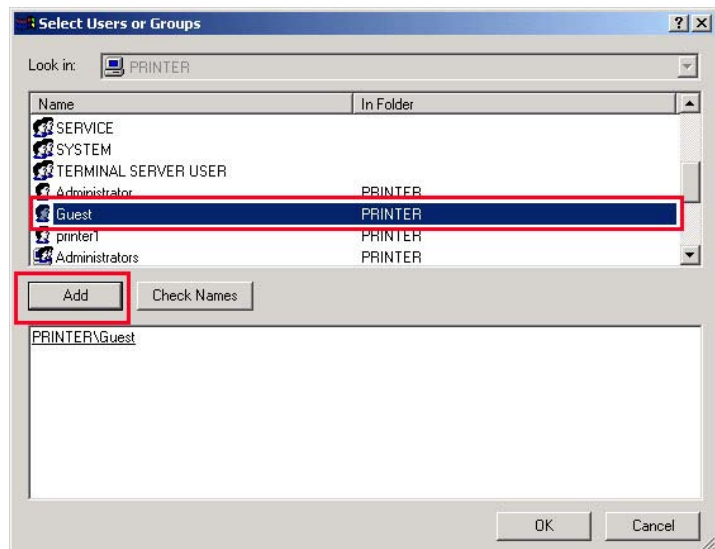 Select Users or Groups
Look in: PRINTER
Name In Folder
SERVICE
SYSTEM
TERMINAL SERVER USER
Administrator PRINTER
Guest PRINTER
printer1 PRINTER
Administrators PRINTER
Add Check Names
PRINTER\Guest
OK Cancel